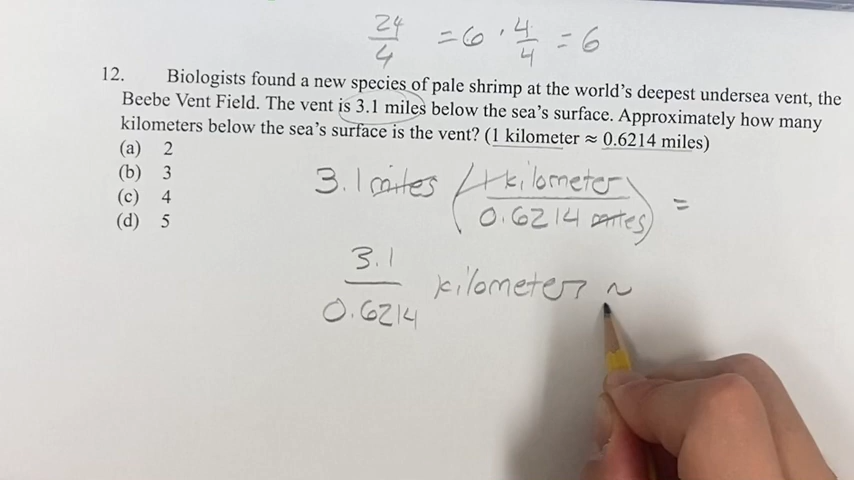 24/4 = 6 · 4/4 = 6
12. Biologists found a new species of pale shrimp at the world's deepest undersea vent, the
Beebe Vent Field. The vent is 3.1 miles below the sea's surface. Approximately how many
kilometers below the sea's surface is the vent? (1 kilometer ≈ 0.6214 miles)
(a) 2
(b) 3
(c) 4
(d) 5
3.1 miles (1 kilometer / 0.6214 miles) =
3.1 / 0.6214 kilometers ~